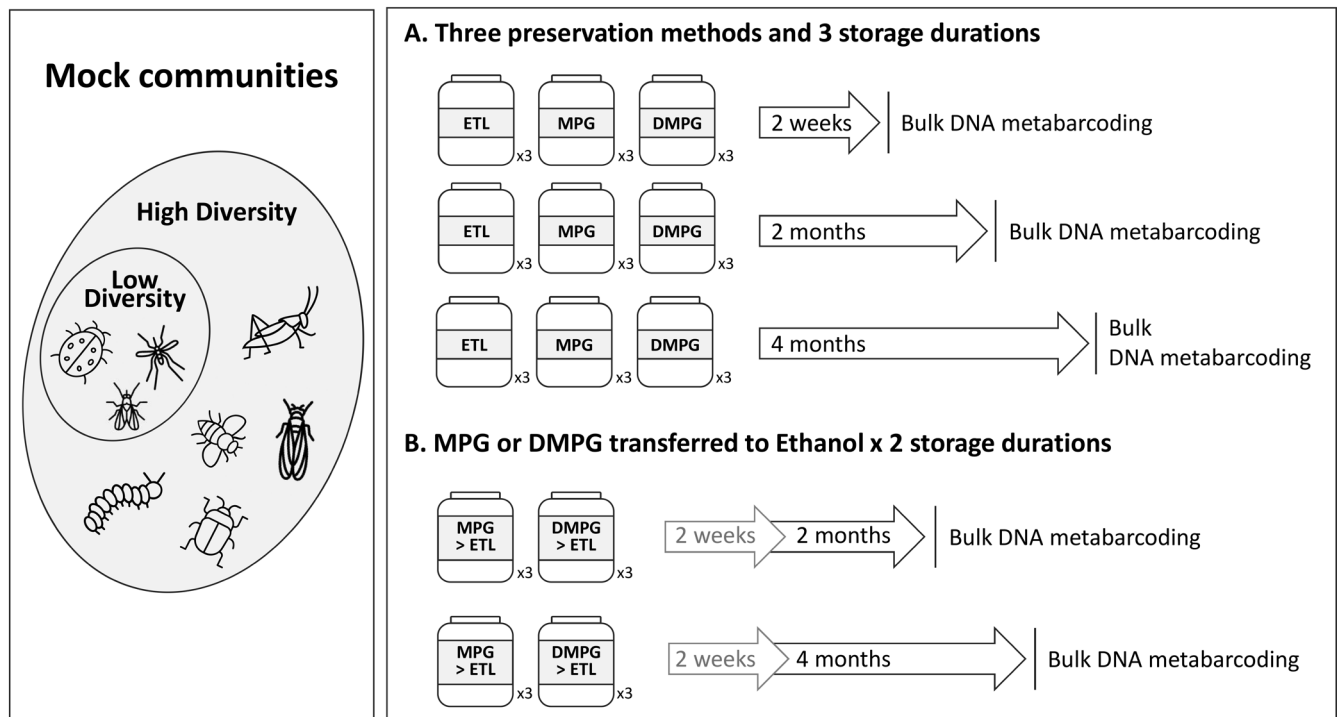 Mock communities
High Diversity
Low
Diversity
A. Three preservation methods and 3 storage durations
ETL
x3
MPG
x3
DMPG
x3
2 weeks
Bulk DNA metabarcoding
ETL
x3
MPG
x3
DMPG
x3
2 months
Bulk DNA metabarcoding
ETL
x3
MPG
x3
DMPG
x3
4 months
Bulk
DNA metabarcoding
B. MPG or DMPG transferred to Ethanol x 2 storage durations
MPG
> ETL
x3
DMPG
> ETL
x3
2 weeks
2 months
Bulk DNA metabarcoding
MPG
> ETL
x3
DMPG
> ETL
x3
2 weeks
4 months
Bulk DNA metabarcoding